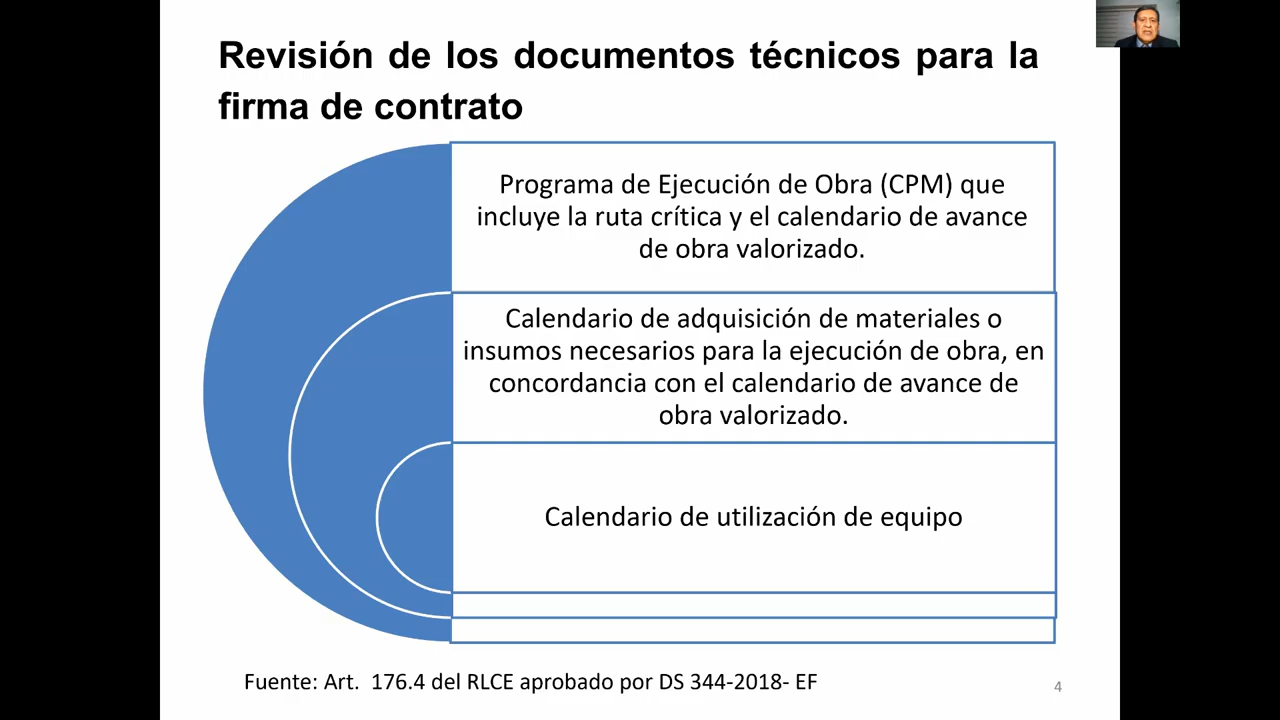 Revisión de los documentos técnicos para la
firma de contrato
Programa de Ejecución de Obra (CPM) que
incluye la ruta crítica y el calendario de avance
de obra valorizado.
Calendario de adquisición de materiales o
insumos necesarios para la ejecución de obra, en
concordancia con el calendario de avance de
obra valorizado.
Calendario de utilización de equipo
Fuente: Art. 176.4 del RLCE aprobado por DS 344-2018- EF
4